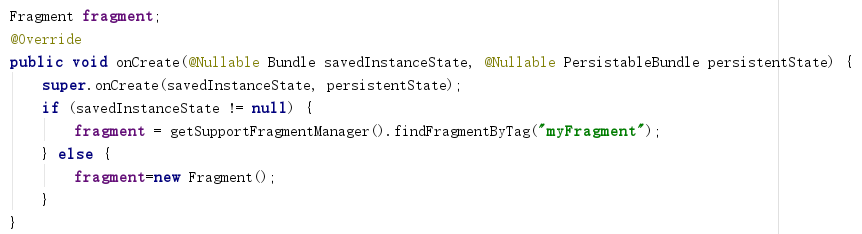 Fragment fragment;
@Override
public void onCreate(@Nullable Bundle savedInstanceState, @Nullable PersistableBundle persistentState) {
    super.onCreate(savedInstanceState, persistentState);
    if (savedInstanceState != null) {
        fragment = getSupportFragmentManager().findFragmentByTag("myFragment");
    } else {
        fragment=new Fragment();
    }
}